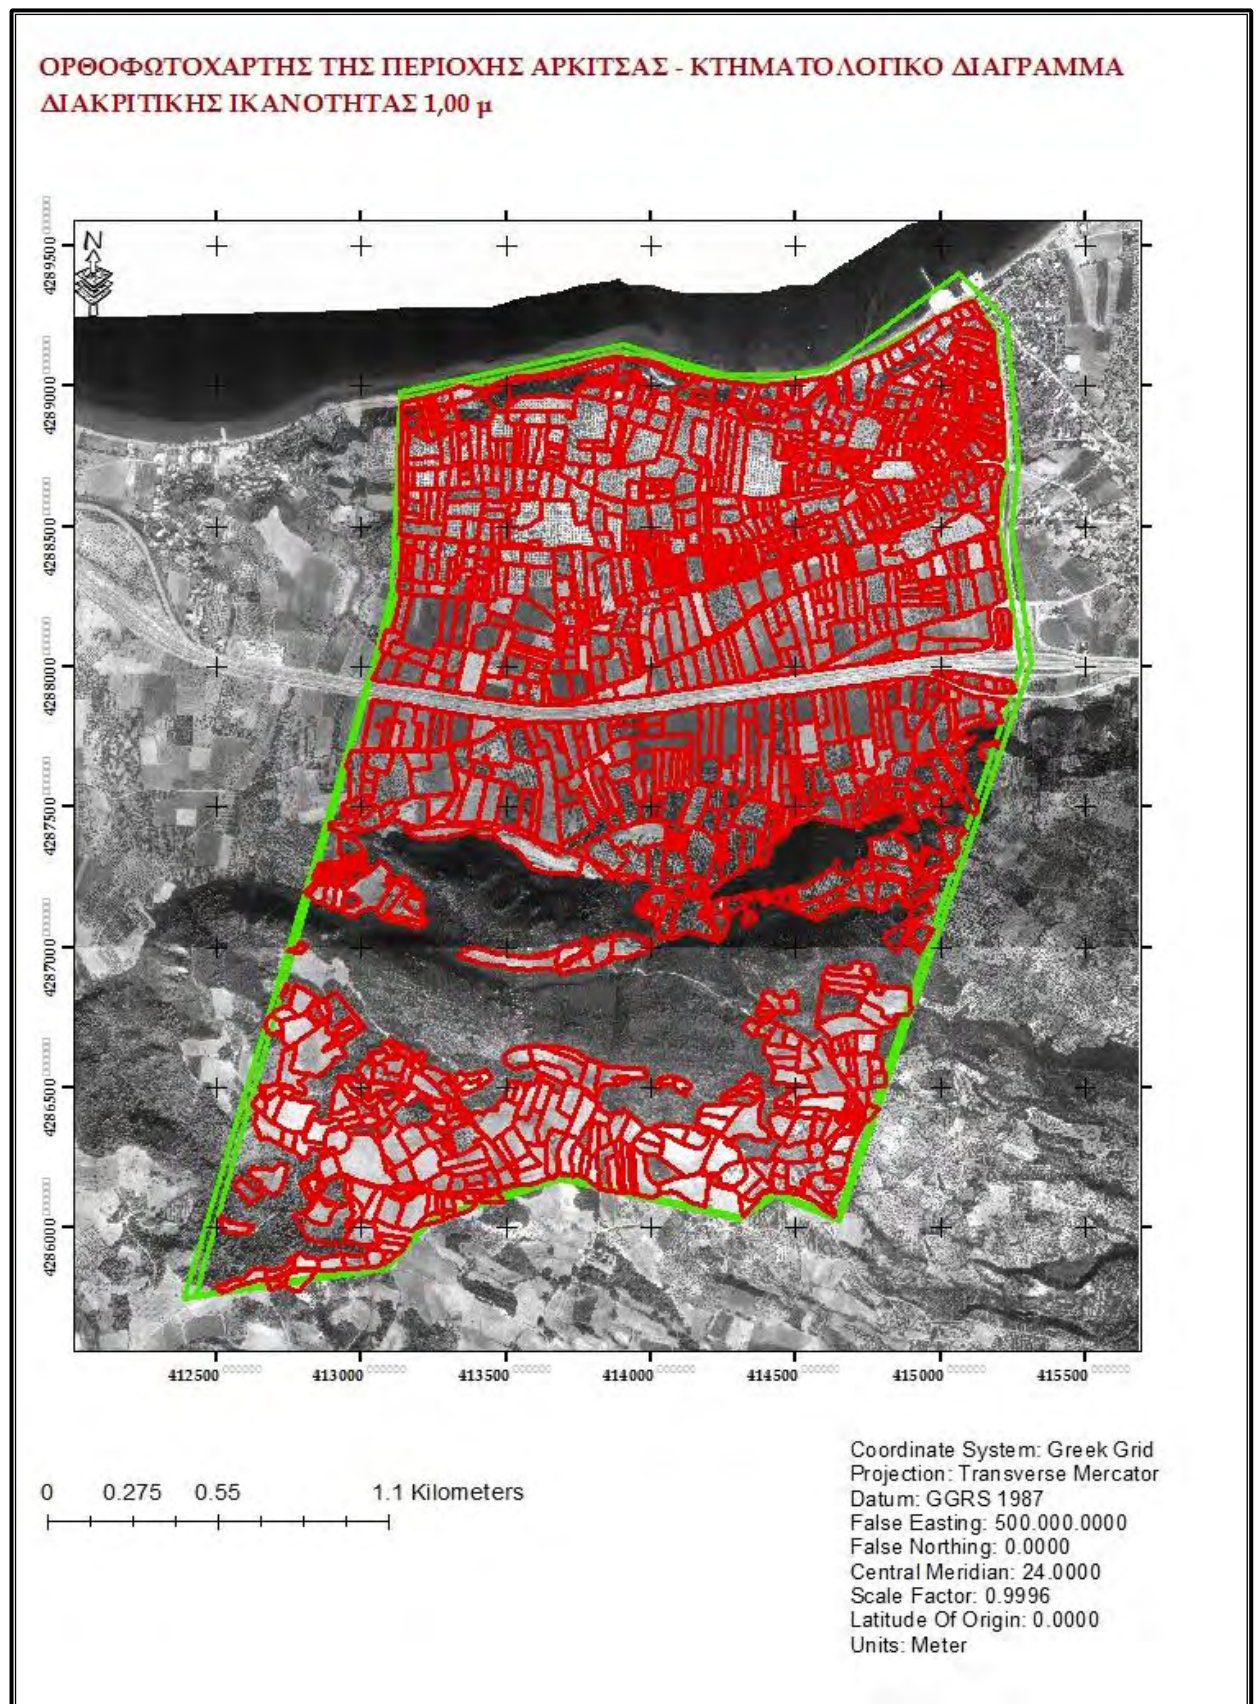 ΟΡΘΟΦΩΤΟΧΑΡΤΗΣ ΤΗΣ ΠΕΡΙΟΧΗΣ ΑΡΚΙΤΣΑΣ - ΚΤΗΜΑΤΟΛΟΓΙΚΟ ΔΙΑΓΡΑΜΜΑ
ΔΙΑΚΡΙΤΙΚΗΣ ΙΚΑΝΟΤΗΤΑΣ 1,00 μ
N
4289500
4289000
4288500
4288000
4287500
4287000
4286500
4286000
412500 413000 413500 414000 414500 415000 415500
0 0.275 0.55 1.1 Kilometers
Coordinate System: Greek Grid
Projection: Transverse Mercator
Datum: GGRS 1987
False Easting: 500.000.0000
False Northing: 0.0000
Central Meridian: 24.0000
Scale Factor: 0.9996
Latitude Of Origin: 0.0000
Units: Meter